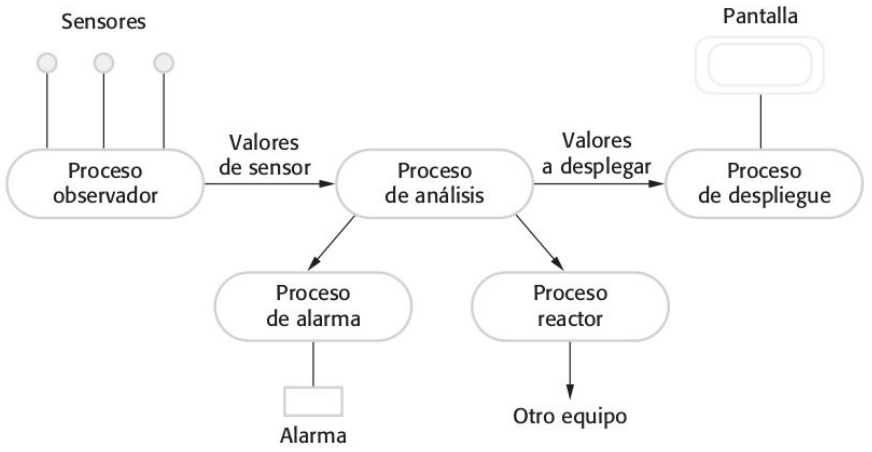 Sensores
Pantalla
Valores
de sensor
Valores
a desplegar
Proceso
observador
Proceso
de análisis
Proceso
de despliegue
Proceso
de alarma
Proceso
reactor
Otro equipo
Alarma